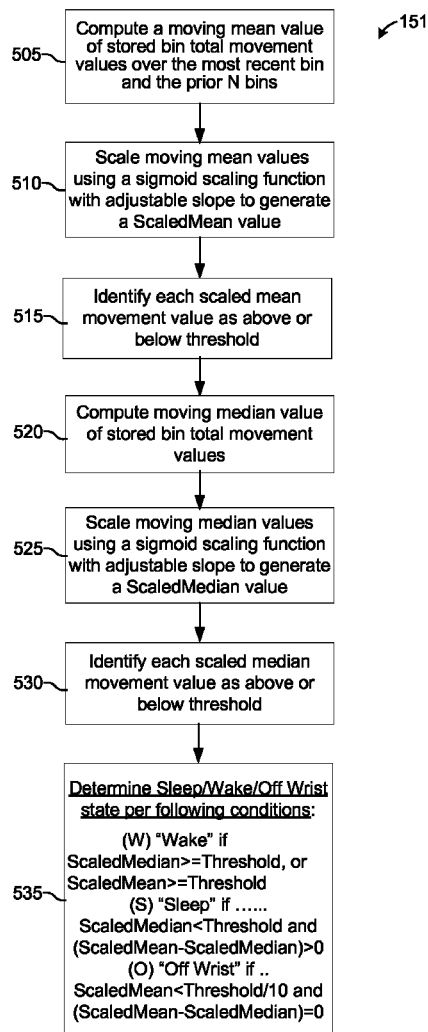 151
505
Compute a moving mean value
of stored bin total movement
values over the most recent bin
and the prior N bins
510
Scale moving mean values
using a sigmoid scaling function
with adjustable slope to generate
a ScaledMean value
515
Identify each scaled mean
movement value as above or
below threshold
520
Compute moving median value
of stored bin total movement
values
525
Scale moving median values
using a sigmoid scaling function
with adjustable slope to generate
a ScaledMedian value
530
Identify each scaled median
movement value as above or
below threshold
535
Determine Sleep/Wake/Off Wrist
state per following conditions:
(W) “Wake” if
ScaledMedian>=Threshold, or
ScaledMean>=Threshold
(S) “Sleep” if ......
ScaledMedian<Threshold and
(ScaledMean-ScaledMedian)>0
(O) “Off Wrist” if ..
ScaledMean<Threshold/10 and
(ScaledMean-ScaledMedian)=0